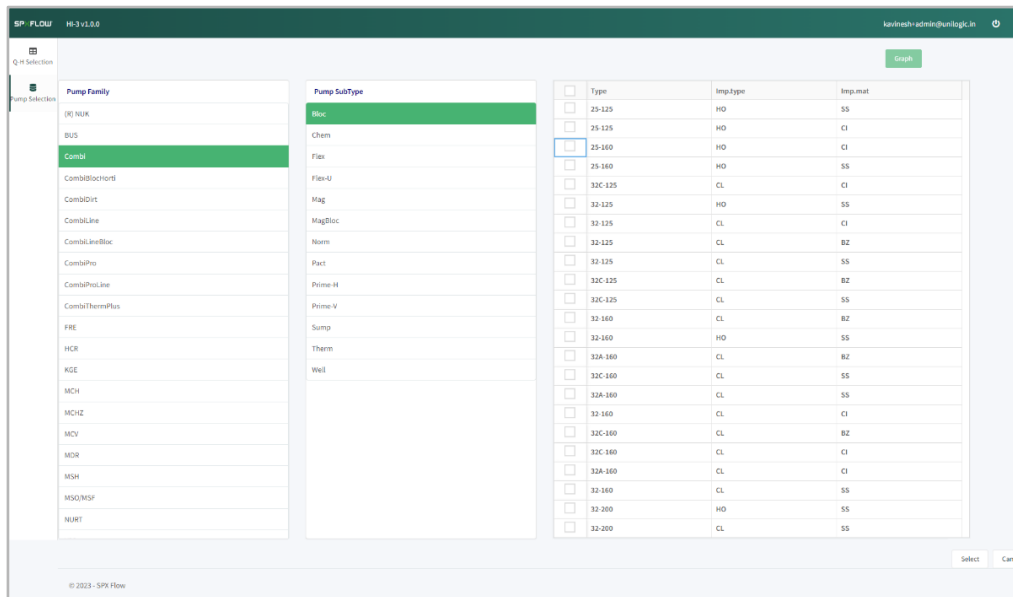 SPXFLOW HI-3 v1.0.0 kavinesh+admin@unilogic.in
Q-H Selection
Graph
Pump Selection
Pump Family
(R) NUK
BUS
Combi
CombiBlocHorti
CombiDirt
CombiLine
CombiLineBloc
CombiPro
CombiProLine
CombiThermPlus
FRE
HCR
KGE
MCH
MCHZ
MCV
MDR
MSH
MSO/MSF
NURT
Pump SubType
Bloc
Chem
Flex
Flex-U
Mag
MagBloc
Norm
Pact
Prime-H
Prime-V
Sump
Therm
Well
Type Imp.type Imp.mat
25-125 HO SS
25-125 HO CI
25-160 HO CI
25-160 HO SS
32C-125 CL CI
32-125 HO SS
32-125 CL CI
32-125 CL BZ
32-125 CL SS
32C-125 CL BZ
32C-125 CL SS
32-160 CL BZ
32-160 HO SS
32A-160 CL BZ
32C-160 CL SS
32A-160 CL SS
32-160 CL CI
32C-160 CL BZ
32C-160 CL CI
32A-160 CL CI
32-160 CL SS
32-200 HO SS
32-200 CL SS
Select Can
© 2023 - SPX Flow